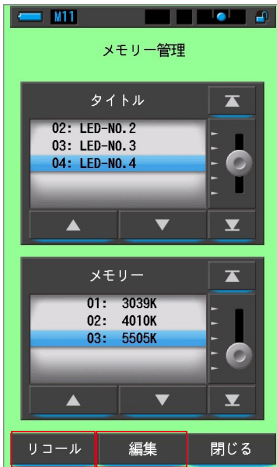 M11
メモリー管理
タイトル
02: LED-NO.2
03: LED-NO.3
04: LED-NO.4
メモリー
01: 3039K
02: 4010K
03: 5505K
リコール 編集 閉じる